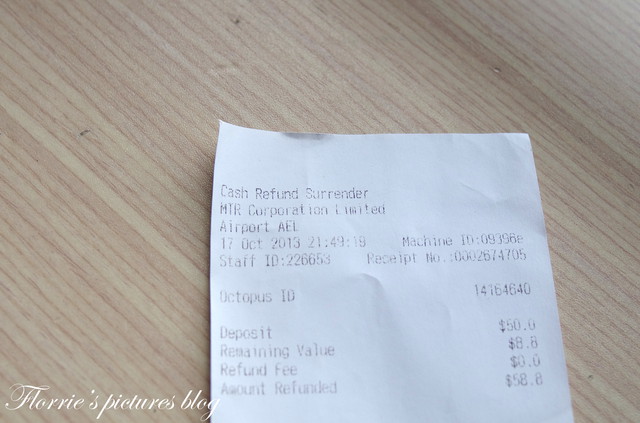 Cash Refund Surrender
MTR Corporation Limited
Airport AEL
17 Oct 2013 21:49:19 Machine ID:09396e
Staff ID:226653 Receipt No.:0002674705
Octopus ID 14164640
Deposit $50.0
Remaining Value $8.8
Refund Fee $0.0
Amount Refunded $58.8
Florrie's pictures blog